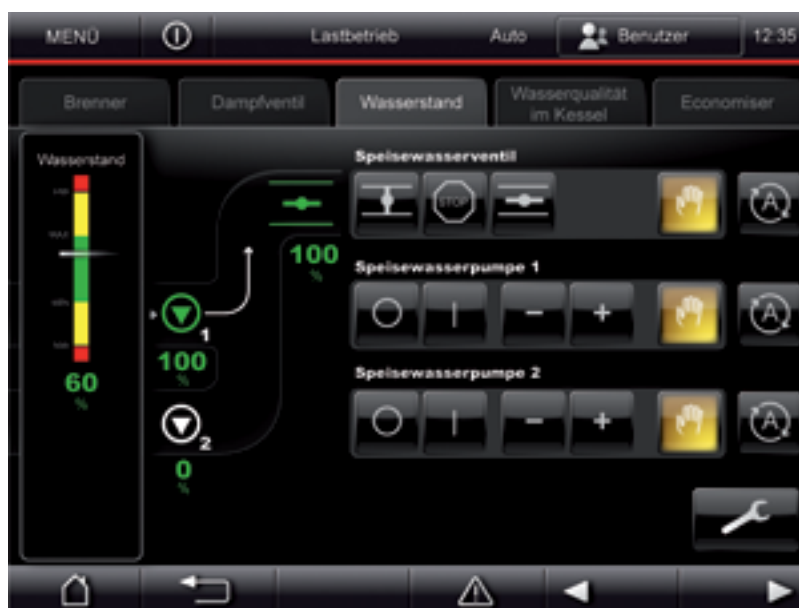 MENÜ
Lastbetrieb
Auto
Benutzer
12:35
Brenner
Dampfventil
Wasserstand
Wasserqualität
im Kessel
Economiser
Wasserstand
60
%
Speisewasserventil
STOP
A
100
%
Speisewasserpumpe 1
1
100
%
A
Speisewasserpumpe 2
2
0
%
A